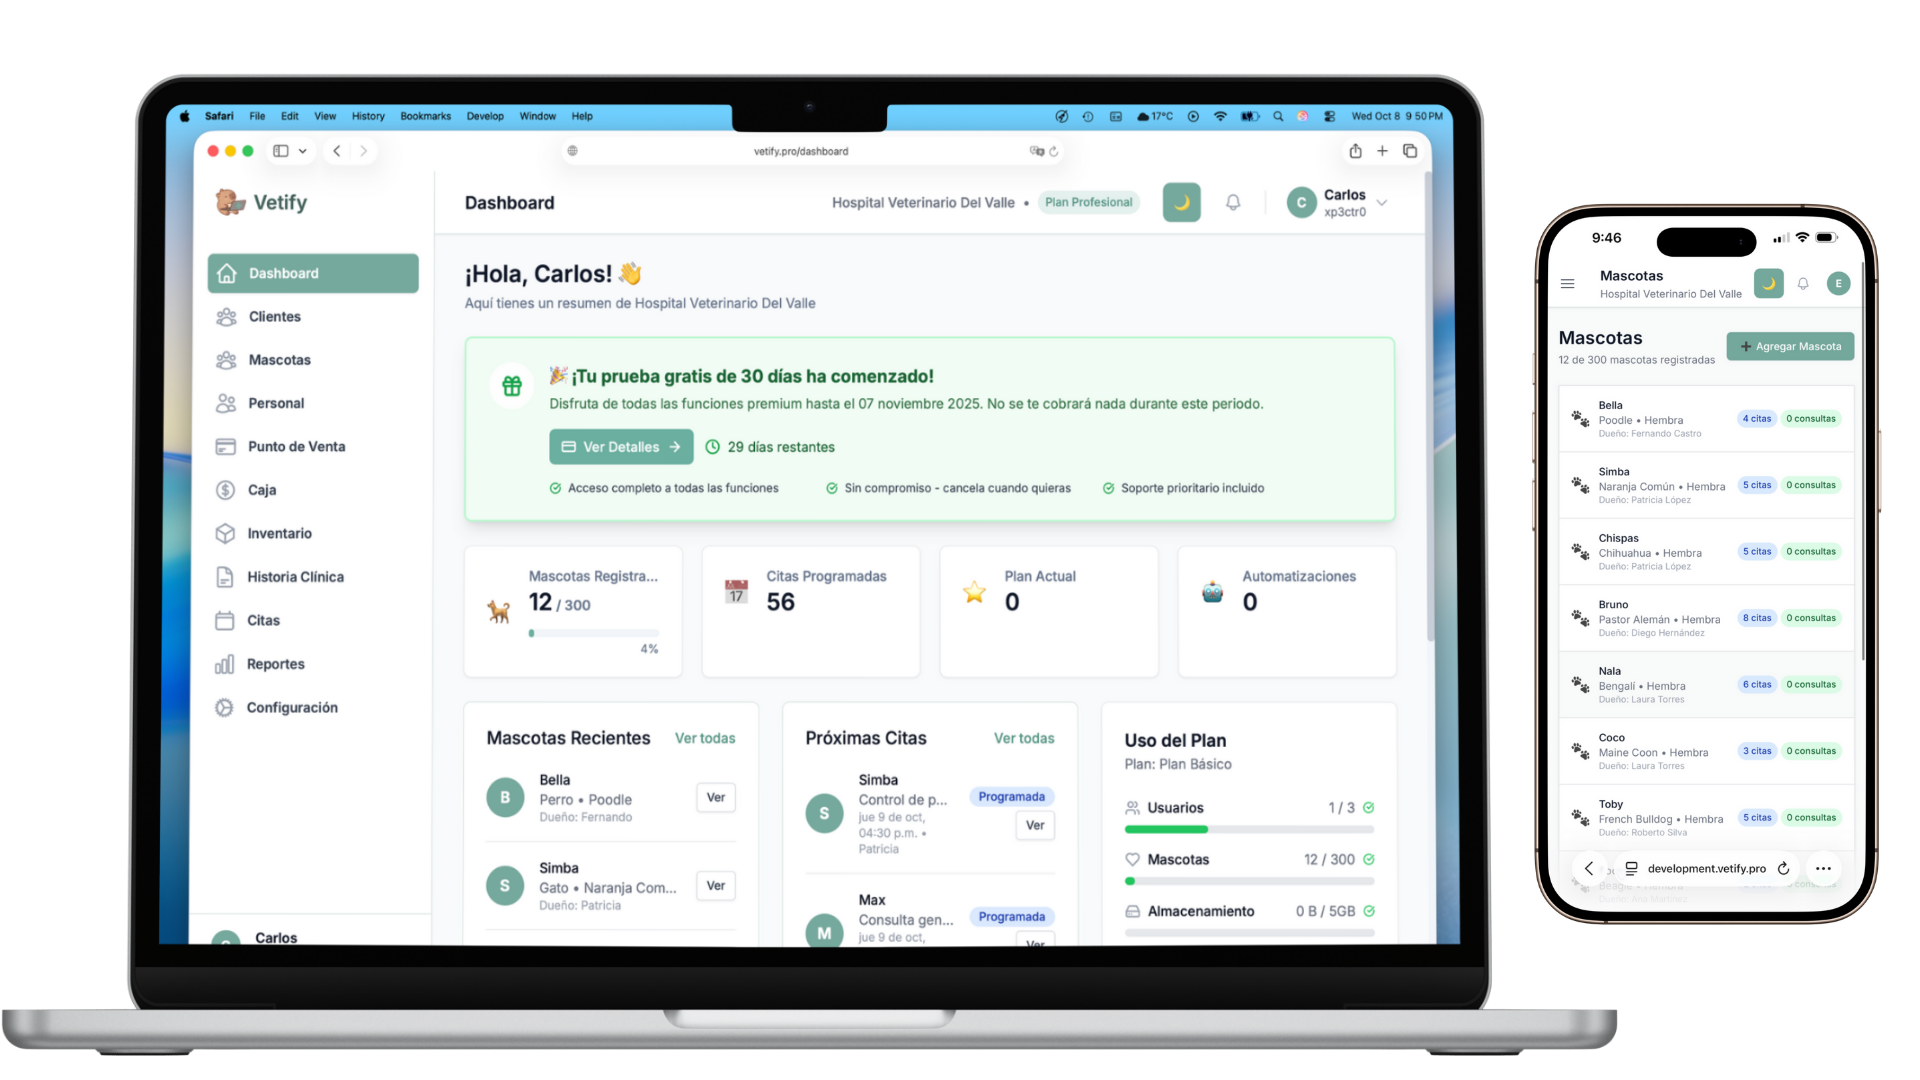 Safari File Edit View History Bookmarks Develop Window Help
17°C
Wed Oct 8 9 50 PM
vetify.pro/dashboard
Vetify
Dashboard
Clientes
Mascotas
Personal
Punto de Venta
Caja
Inventario
Historia Clínica
Citas
Reportes
Configuración
Carlos
Dashboard
Hospital Veterinario Del Valle • Plan Profesional
C
Carlos
xp3ctr0
¡Hola, Carlos!
Aquí tienes un resumen de Hospital Veterinario Del Valle
¡Tu prueba gratis de 30 días ha comenzado!
Disfruta de todas las funciones premium hasta el 07 noviembre 2025. No se te cobrará nada durante este periodo.
Ver Detalles →
29 días restantes
Acceso completo a todas las funciones
Sin compromiso - cancela cuando quieras
Soporte prioritario incluido
Mascotas Registra...
12 / 300
4%
17
Citas Programadas
56
Plan Actual
0
Automatizaciones
0
Mascotas Recientes
Ver todas
B
Bella
Perro • Poodle
Dueño: Fernando
Ver
S
Simba
Gato • Naranja Com...
Dueño: Patricia
Ver
Próximas Citas
Ver todas
S
Simba
Control de p...
jue 9 de oct,
04:30 p.m. •
Patricia
Programada
Ver
M
Max
Consulta gen...
jue 9 de oct,
Programada
Ver
Uso del Plan
Plan: Plan Básico
Usuarios 1 / 3
Mascotas 12 / 300
Almacenamiento 0 B / 5GB
9:46
Mascotas
Hospital Veterinario Del Valle
E
Mascotas
12 de 300 mascotas registradas
+ Agregar Mascota
Bella
Poodle • Hembra
Dueño: Fernando Castro
4 citas 0 consultas
Simba
Naranja Común • Hembra
Dueño: Patricia López
5 citas 0 consultas
Chispas
Chihuahua • Hembra
Dueño: Patricia López
5 citas 0 consultas
Bruno
Pastor Alemán • Hembra
Dueño: Diego Hernández
8 citas 0 consultas
Nala
Bengalí • Hembra
Dueño: Laura Torres
6 citas 0 consultas
Coco
Maine Coon • Hembra
Dueño: Laura Torres
3 citas 0 consultas
Toby
French Bulldog • Hembra
Dueño: Roberto Silva
5 citas 0 consultas
development.vetify.pro